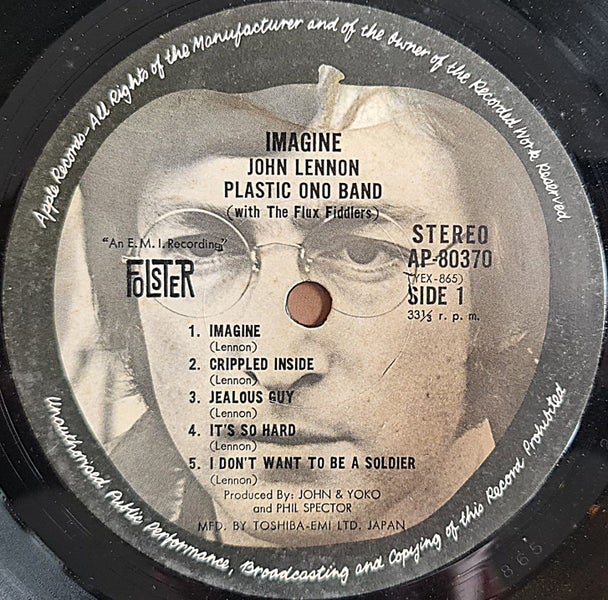 Apple Records-All Rights of the Manufacturer and of the Owner of the Recorded Work Reserved
IMAGINE
JOHN LENNON
PLASTIC ONO BAND
(with The Flux Fiddlers)
"An E.M.I. Recording"
FOLSTER
STEREO
AP-80370
(YEX-865)
SIDE 1
33⅓ r. p. m.
1. IMAGINE
(Lennon)
2. CRIPPLED INSIDE
(Lennon)
3. JEALOUS GUY
(Lennon)
4. IT'S SO HARD
(Lennon)
5. I DON'T WANT TO BE A SOLDIER
(Lennon)
Produced By: JOHN & YOKO
and PHIL SPECTOR
MFD. BY TOSHIBA-EMI LTD. JAPAN
Unauthorised Public Performance, Broadcasting and Copying of this Record Prohibited
865